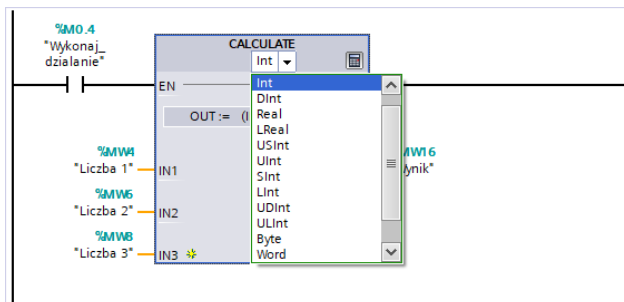 %M0.4
"Wykonaj_
dzialanie"
CALCULATE
Int
EN
OUT := (I
Int
DInt
Real
LReal
USInt
UInt
SInt
LInt
UDInt
ULInt
Byte
Word
%MW4
"Liczba 1"
IN1
%MW6
"Liczba 2"
IN2
%MW8
"Liczba 3"
IN3
MW16
ynik"